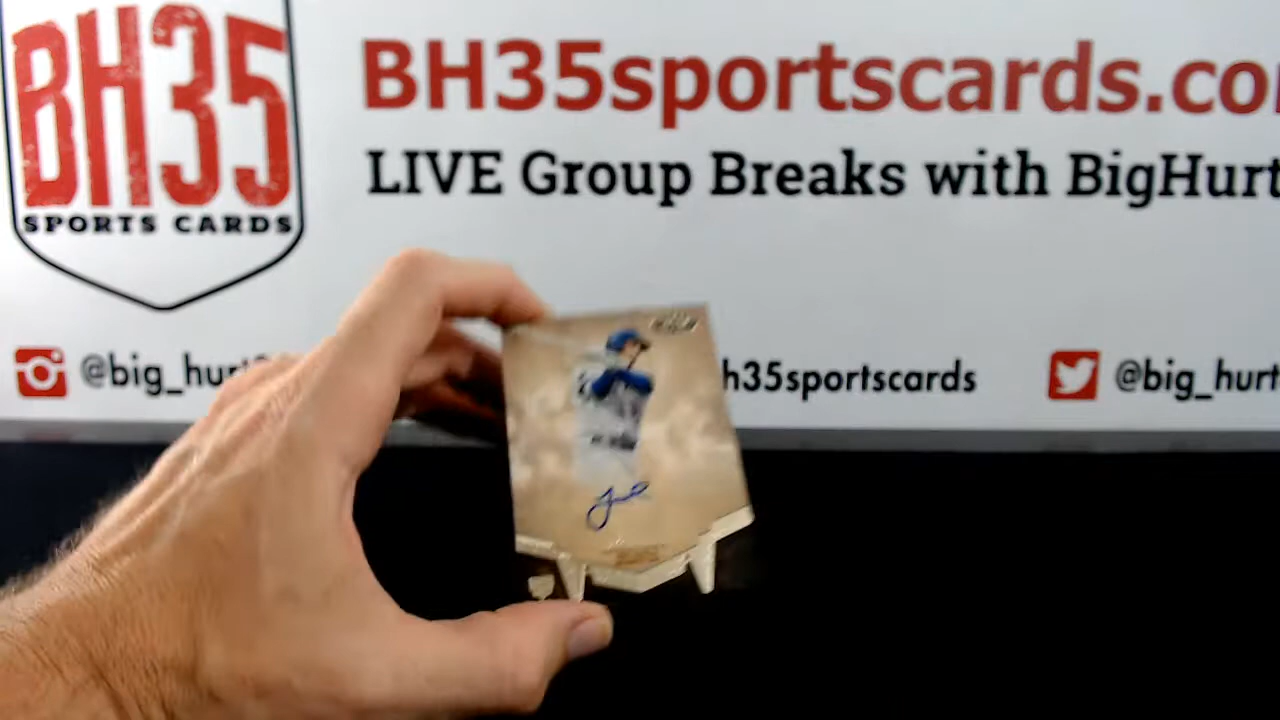 BH35
SPORTS CARDS
BH35sportscards.co
LIVE Group Breaks with BigHurt
@big_hur
h35sportscards
@big_hurt